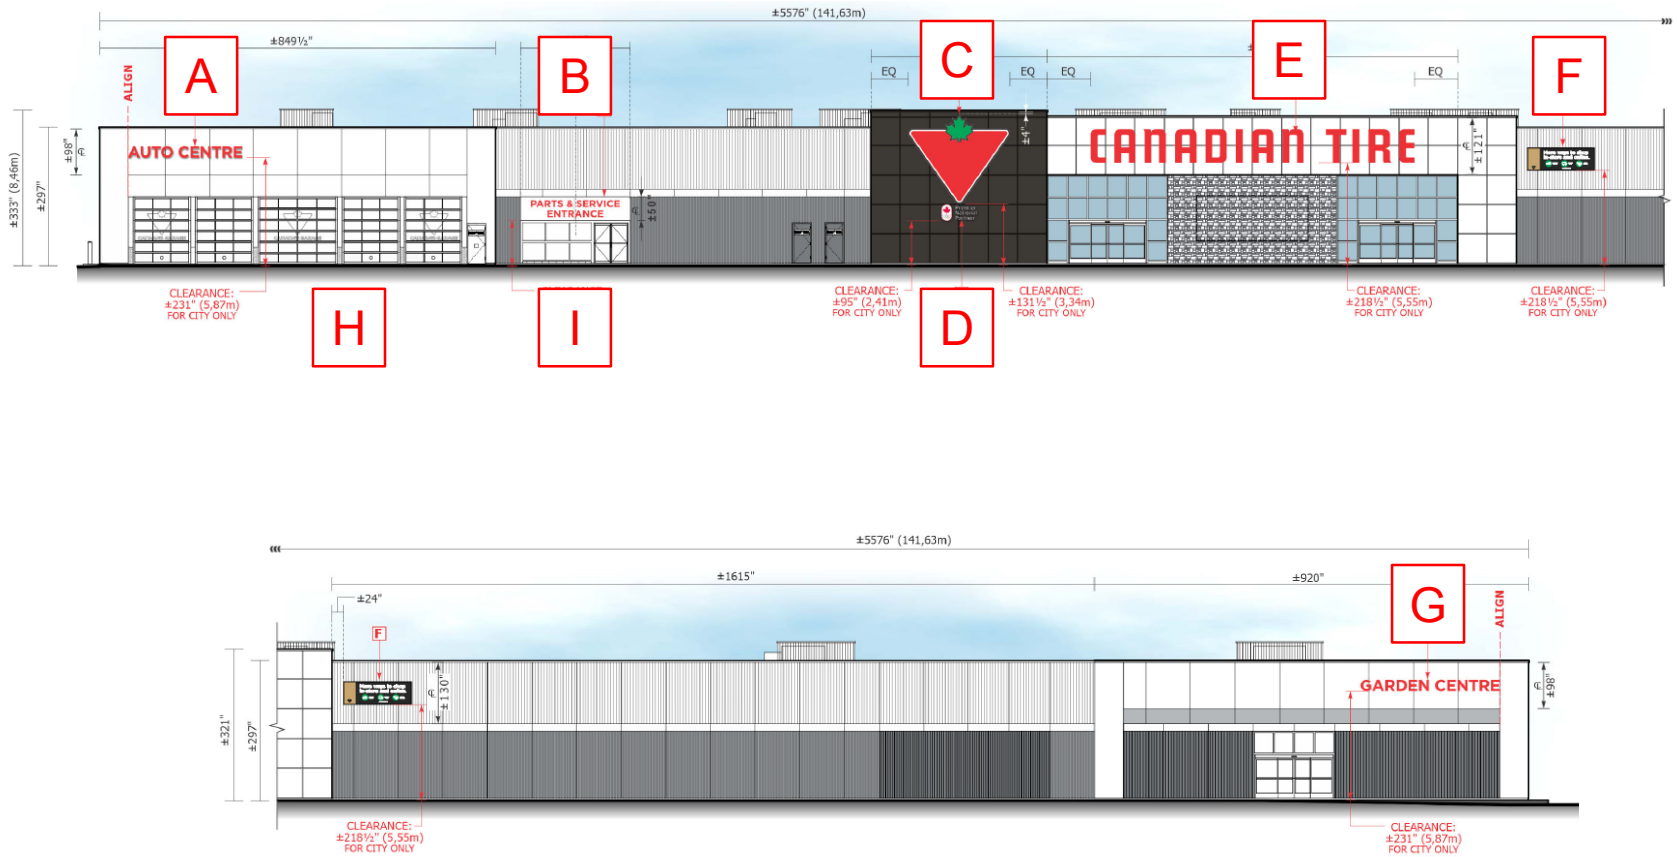 ±5576" (141,63m)
±849½"
ALIGN
A
B
C
E
F
EQ
EQ
EQ
EQ
±333" (8,46m)
±297"
±98"
AUTO CENTRE
PARTS & SERVICE
ENTRANCE
±50"
±4"
CANADIAN TIRE
±121"
CLEARANCE:
±231" (5,87m)
FOR CITY ONLY
H
I
CLEARANCE:
±95" (2,41m)
FOR CITY ONLY
D
CLEARANCE:
±131½" (3,34m)
FOR CITY ONLY
CLEARANCE:
±218½" (5,55m)
FOR CITY ONLY
CLEARANCE:
±218½" (5,55m)
FOR CITY ONLY
±5576" (141,63m)
±1615"
±920"
±24"
F
G
ALIGN
±130"
GARDEN CENTRE
±98"
±321"
±297"
CLEARANCE:
±218½" (5,55m)
FOR CITY ONLY
CLEARANCE:
±231" (5,87m)
FOR CITY ONLY